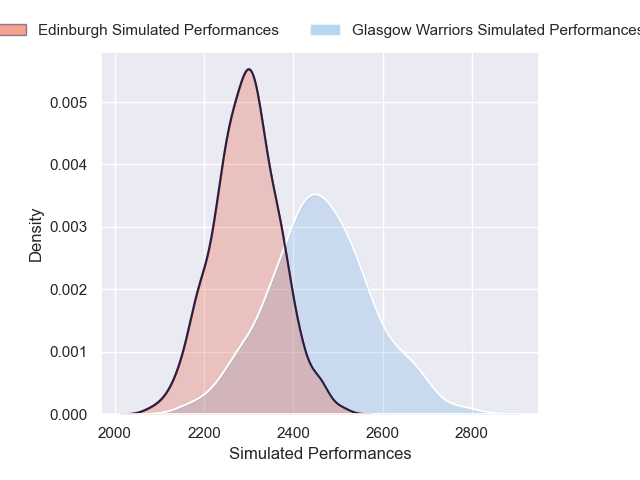 Edinburgh Simulated Performances
Glasgow Warriors Simulated Performances
0.005
0.004
0.003
0.002
0.001
0.000
Density
2000
2200
2400
2600
2800
Simulated Performances